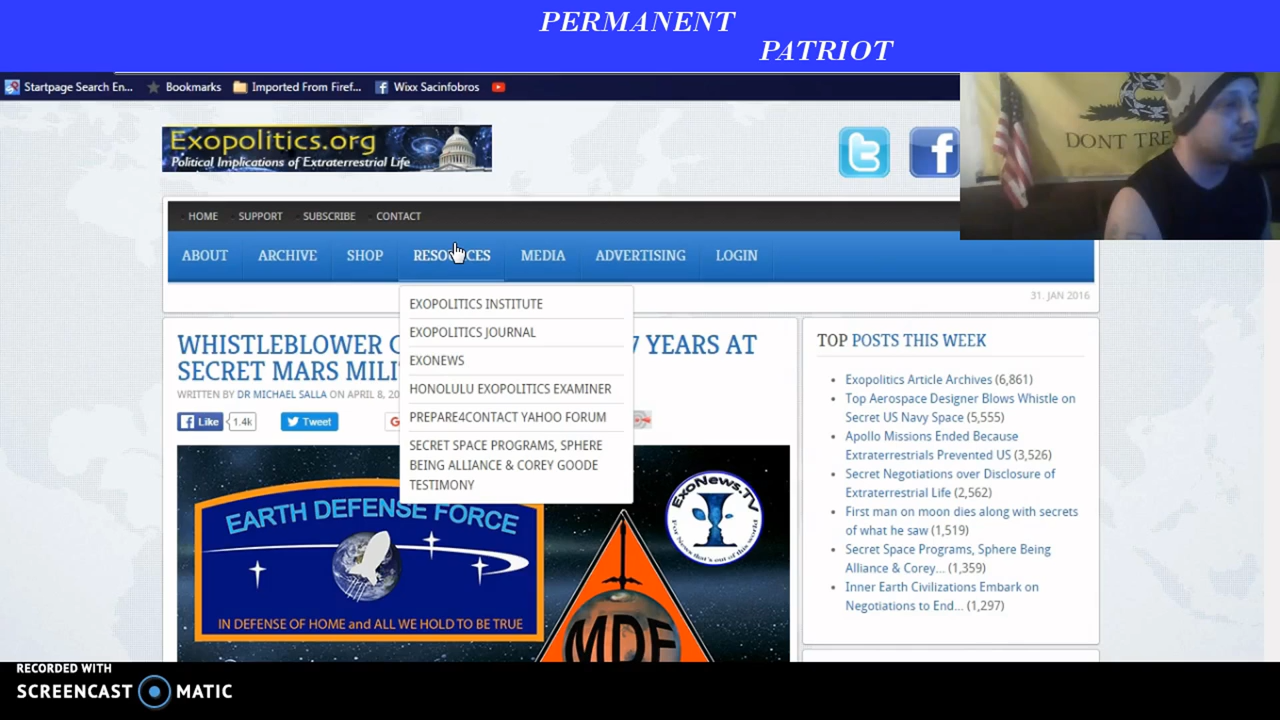 PERMANENT
PATRIOT
Startpage Search En...
Bookmarks
Imported From Firef...
Wixx Sacinfobros
Exopolitics.org
Political Implications of Extraterrestrial Life
DONT TRE
HOME SUPPORT SUBSCRIBE CONTACT
ABOUT ARCHIVE SHOP RESOURCES MEDIA ADVERTISING LOGIN
31. JAN 2016
EXOPOLITICS INSTITUTE
EXOPOLITICS JOURNAL
EXONEWS
HONOLULU EXOPOLITICS EXAMINER
PREPARE4CONTACT YAHOO FORUM
SECRET SPACE PROGRAMS, SPHERE
BEING ALLIANCE & COREY GOODE
TESTIMONY
WHISTLEBLOWER C 7 YEARS AT
SECRET MARS MILI
WRITTEN BY DR MICHAEL SALLA ON APRIL 8, 20
Like 1.4k Tweet G
EARTH DEFENSE FORCE
IN DEFENSE OF HOME and ALL WE HOLD TO BE TRUE
MDF
ExoNews.TV
For News that's out of this world
TOP POSTS THIS WEEK
Exopolitics Article Archives (6,861)
Top Aerospace Designer Blows Whistle on
Secret US Navy Space (5,555)
Apollo Missions Ended Because
Extraterrestrials Prevented US (3,526)
Secret Negotiations over Disclosure of
Extraterrestrial Life (2,562)
First man on moon dies along with secrets
of what he saw (1,519)
Secret Space Programs, Sphere Being
Alliance & Corey... (1,359)
Inner Earth Civilizations Embark on
Negotiations to End... (1,297)
RECORDED WITH
SCREENCAST MATIC